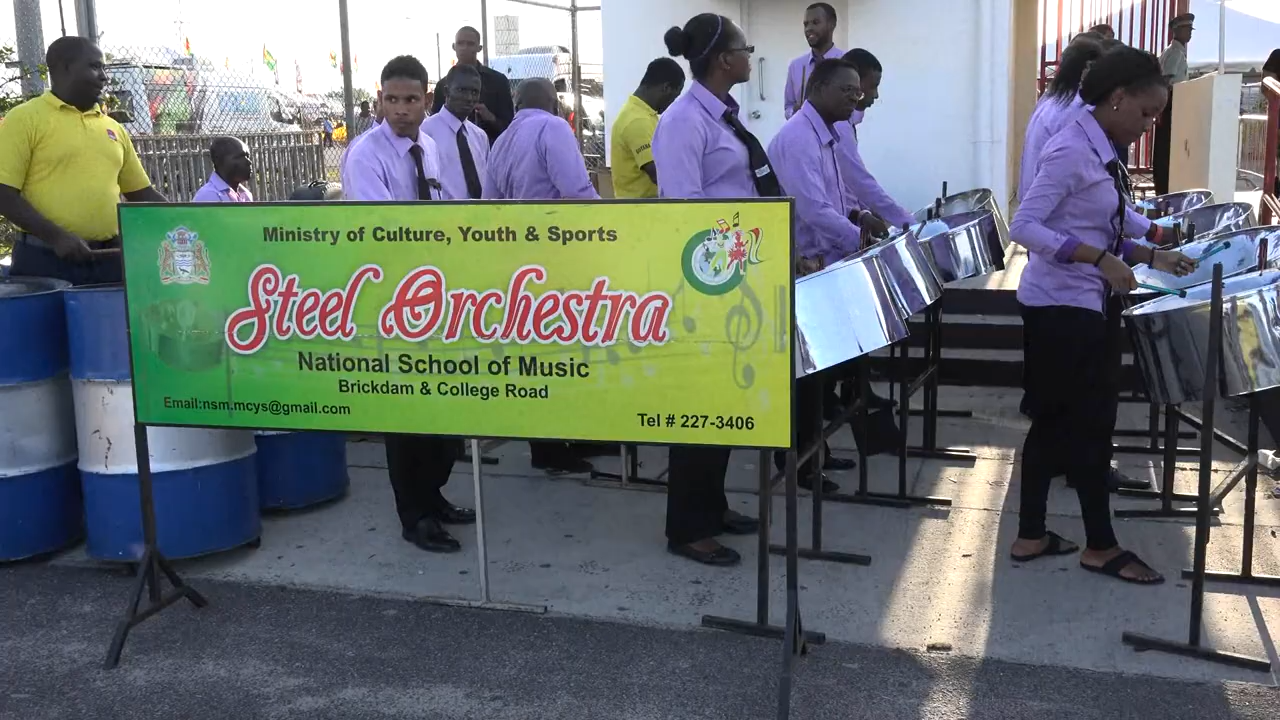 Ministry of Culture, Youth & Sports
Steel Orchestra
National School of Music
Brickdam & College Road
Email:nsm.mcys@gmail.com
Tel # 227-3406